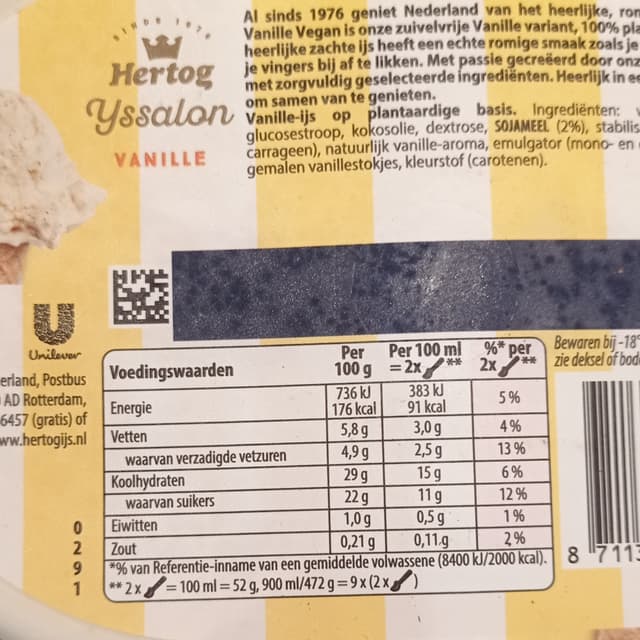 SINDS 1976
Hertog
Yssalon
VANILLE
Al sinds 1976 geniet Nederland van het heerlijke,
Vanille Vegan is onze zuivelvrije Vanille variant, 100%
heerlijke zachte ijs heeft een echte romige smaak zoals je
je vingers bij af te likken. Met passie gecreëerd door
met zorgvuldig geselecteerde ingrediënten. Heerlijk in
om samen van te genieten.
Vanille-ijs op plantaardige basis. Ingrediënten:
glucosestroop, kokosolie, dextrose, SOJAMEEL (2%),
carrageen), natuurlijk vanille-aroma, emulgator (mono- en
gemalen vanillestokjes, kleurstof (carotenen).
Unilever
Postbus
AD Rotterdam,
6457 (gratis) of
www.hertogijs.nl
0
2
9
1
Bewaren bij -18°
zie deksel of
Voedingswaarden Per 100 g Per 100 ml = 2x ** %* per 2x **
Energie 736 kJ 176 kcal 383 kJ 91 kcal 5 %
Vetten 5,8 g 3,0 g 4 %
waarvan verzadigde vetzuren 4,9 g 2,5 g 13 %
Koolhydraten 29 g 15 g 6 %
waarvan suikers 22 g 11 g 12 %
Eiwitten 1,0 g 0,5 g 1 %
Zout 0,21 g 0,11.g 2 %
*% van Referentie-inname van een gemiddelde volwassene (8400 kJ/2000 kcal).
** 2 x = 100 ml = 52 g, 900 ml/472 g = 9 x (2 x )
8 7113